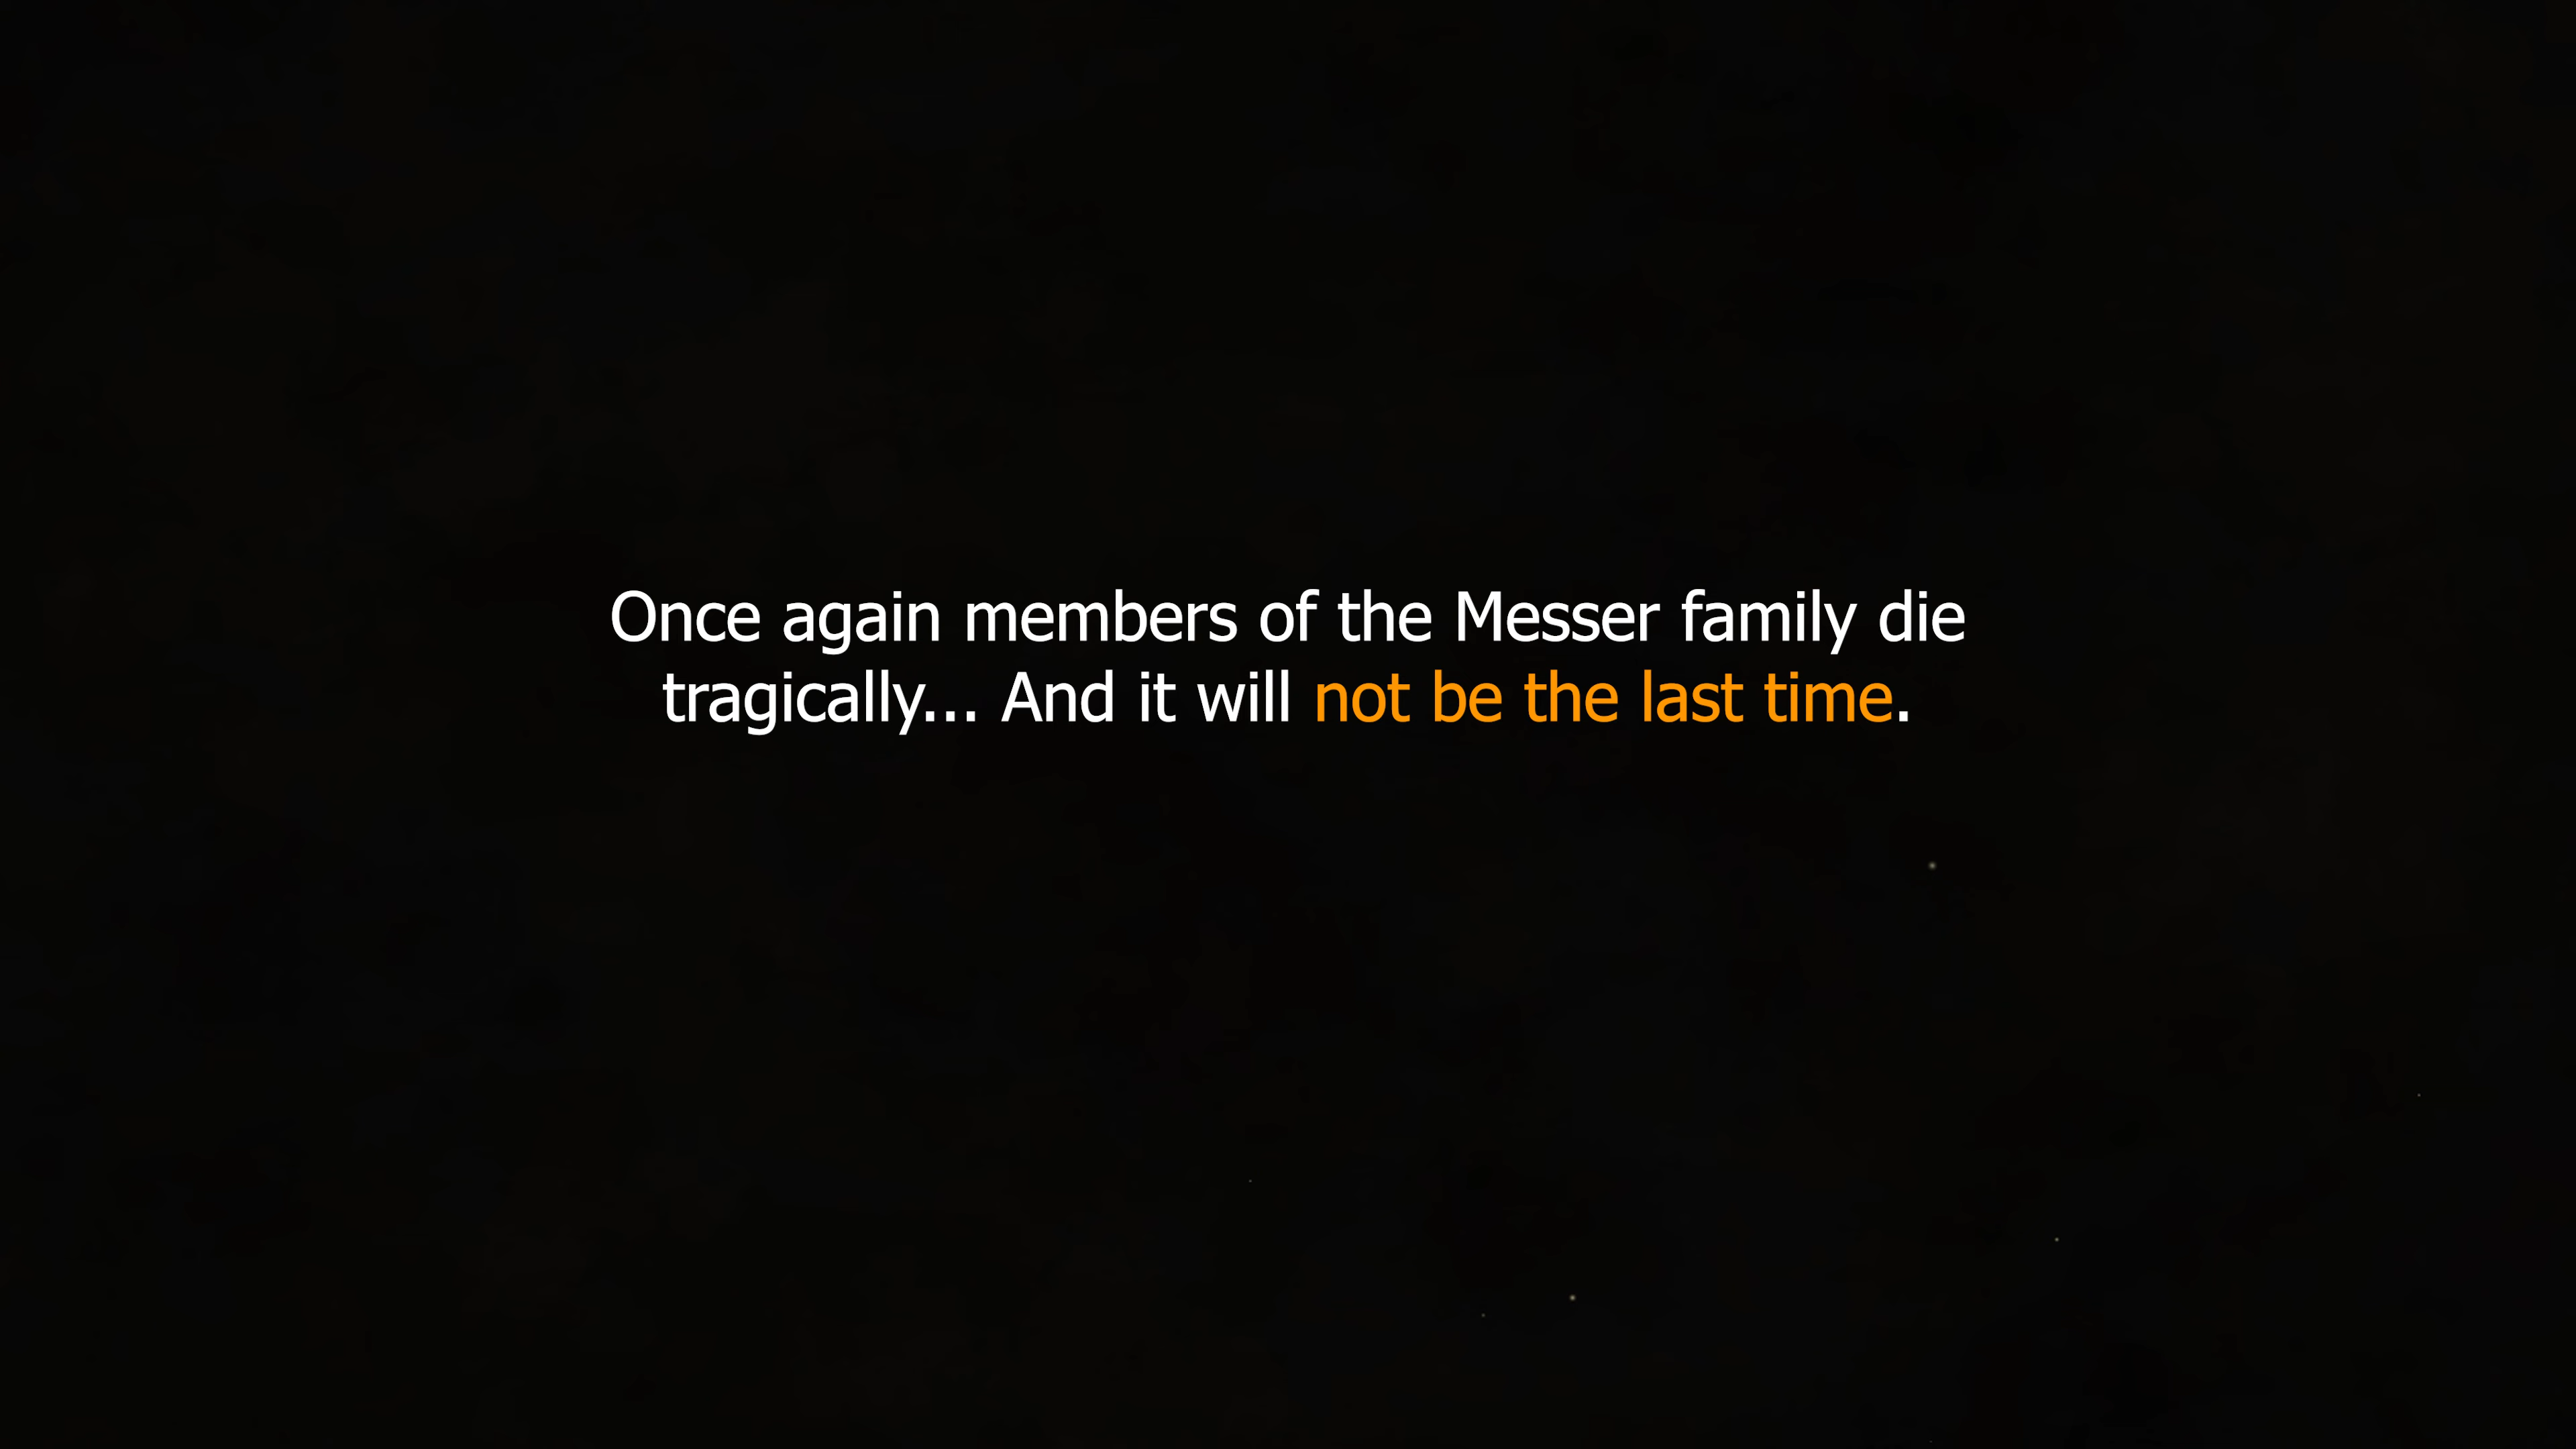 Once again members of the Messer family die
tragically... And it will not be the last time.